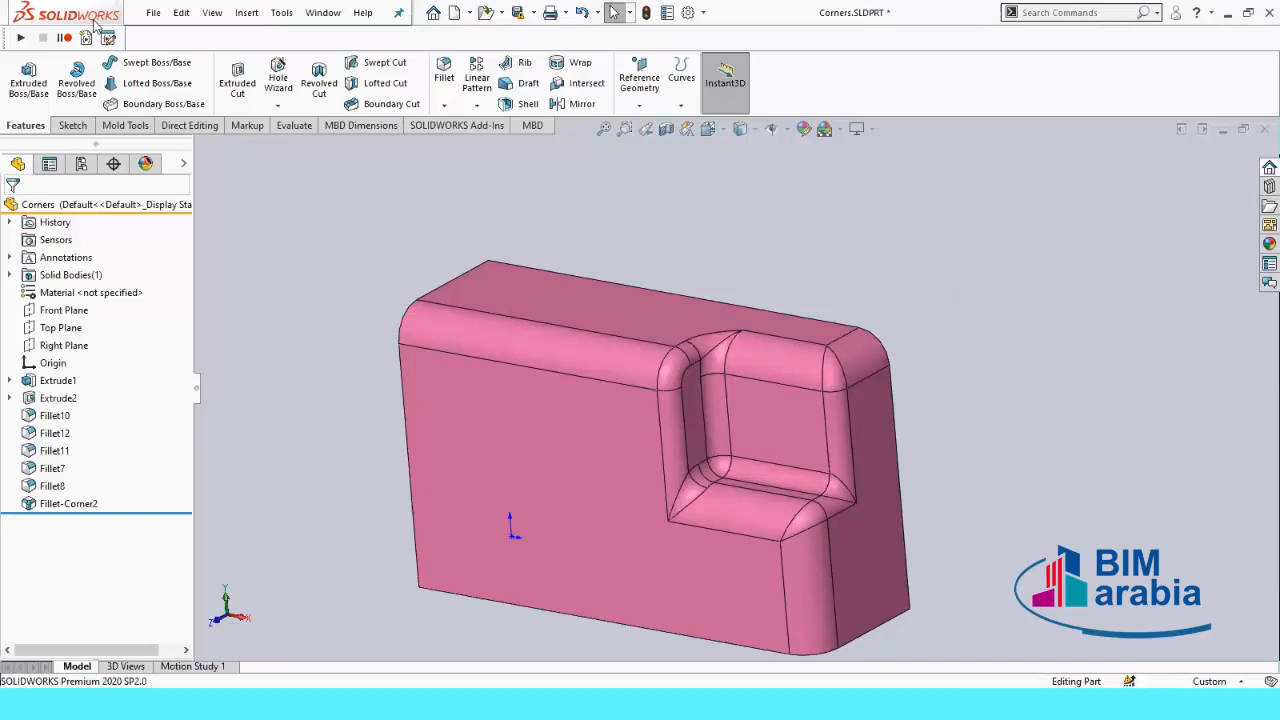 SOLIDWORKS File Edit View Insert Tools Window Help Corners.SLDPRT * Search Commands ?
Extruded Boss/Base
Revolved Boss/Base
Swept Boss/Base
Lofted Boss/Base
Boundary Boss/Base
Extruded Cut
Hole Wizard
Revolved Cut
Swept Cut
Lofted Cut
Boundary Cut
Fillet
Linear Pattern
Rib
Draft
Shell
Wrap
Intersect
Mirror
Reference Geometry
Curves
Instant3D
Features Sketch Mold Tools Direct Editing Markup Evaluate MBD Dimensions SOLIDWORKS Add-Ins MBD
Corners (Default<<Default>_Display Sta
History
Sensors
Annotations
Solid Bodies(1)
Material <not specified>
Front Plane
Top Plane
Right Plane
Origin
Extrude1
Extrude2
Fillet10
Fillet12
Fillet11
Fillet7
Fillet8
Fillet-Corner2
Y
X
Z
BIM
arabia
Model 3D Views Motion Study 1
SOLIDWORKS Premium 2020 SP2.0 Editing Part Custom